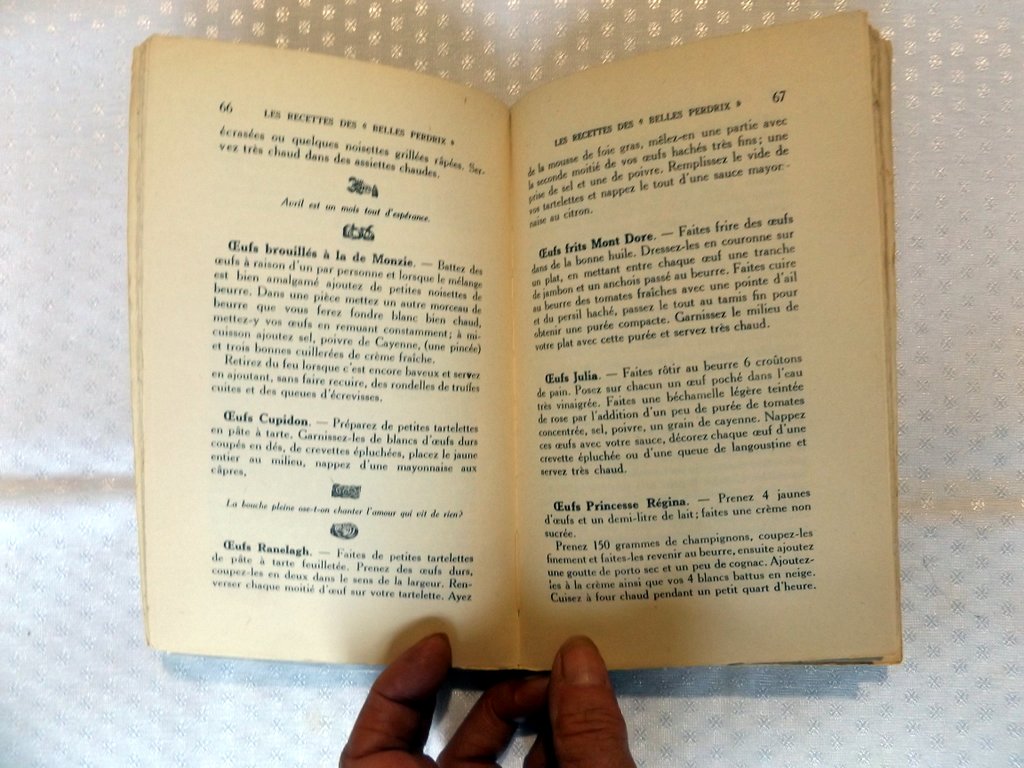 66 LES RECETTES DES « BELLES PERDRIX »
écrasées ou quelques noisettes grillées râpées. Ser-
vez très chaud dans des assiettes chaudes.
Avril est un mois tout d'espérance.
Œufs brouillés à la de Monzie. — Battez des
œufs à raison d'un par personne et lorsque le mélange
est bien amalgamé ajoutez de petites noisettes de
beurre. Dans une pièce mettez un autre morceau de
beurre que vous ferez fondre blanc bien chaud,
mettez-y vos œufs en remuant constamment; à mi-
cuisson ajoutez sel, poivre de Cayenne, (une pincée)
et trois bonnes cuillerées de crème fraîche.
Retirez du feu lorsque c'est encore baveux et servez
en ajoutant, sans faire recuire, des rondelles de truffes
cuites et des queues d'écrevisses.
Œufs Cupidon. — Préparez de petites tartelettes
en pâte à tarte. Garnissez-les de blancs d'œufs durs
coupés en dés, de crevettes épluchées, placez le jaune
entier au milieu, nappez d'une mayonnaise aux
câpres.
La bouche pleine ose-t-on chanter l'amour qui vit de rien?
Œufs Ranelagh. — Faites de petites tartelettes
de pâte à tarte feuilletée. Prenez des œufs durs,
coupez-les en deux dans le sens de la largeur. Ren-
verser chaque moitié d'œuf sur votre tartelette. Ayez
LES RECETTES DES « BELLES PERDRIX » 67
de la mousse de foie gras, mêlez-en une partie avec
la seconde moitié de vos œufs hachés très fins; une
prise de sel et une de poivre. Remplissez le vide de
vos tartelettes et nappez le tout d'une sauce mayon-
naise au citron.
Œufs frits Mont Dore. — Faites frire des œufs
dans de la bonne huile. Dressez-les en couronne sur
un plat, en mettant entre chaque œuf une tranche
de jambon et un anchois passé au beurre. Faites cuire
au beurre des tomates fraîches avec une pointe d'ail
et du persil haché, passez le tout au tamis fin pour
obtenir une purée compacte. Garnissez le milieu de
votre plat avec cette purée et servez très chaud.
Œufs Julia. — Faites rôtir au beurre 6 croûtons
de pain. Posez sur chacun un œuf poché dans l'eau
très vinaigrée. Faites une béchamelle légère teintée
de rose par l'addition d'un peu de purée de tomates
concentrée, sel, poivre, un grain de cayenne. Nappez
ces œufs avec votre sauce, décorez chaque œuf d'une
crevette épluchée ou d'une queue de langoustine et
servez très chaud.
Œufs Princesse Régina. — Prenez 4 jaunes
d'œufs et un demi-litre de lait; faites une crème non
sucrée.
Prenez 150 grammes de champignons, coupez-les
finement et faites-les revenir au beurre, ensuite ajoutez
une goutte de porto sec et un peu de cognac. Ajoutez-
les à la crème ainsi que vos 4 blancs battus en neige.
Cuisez à four chaud pendant un petit quart d'heure.